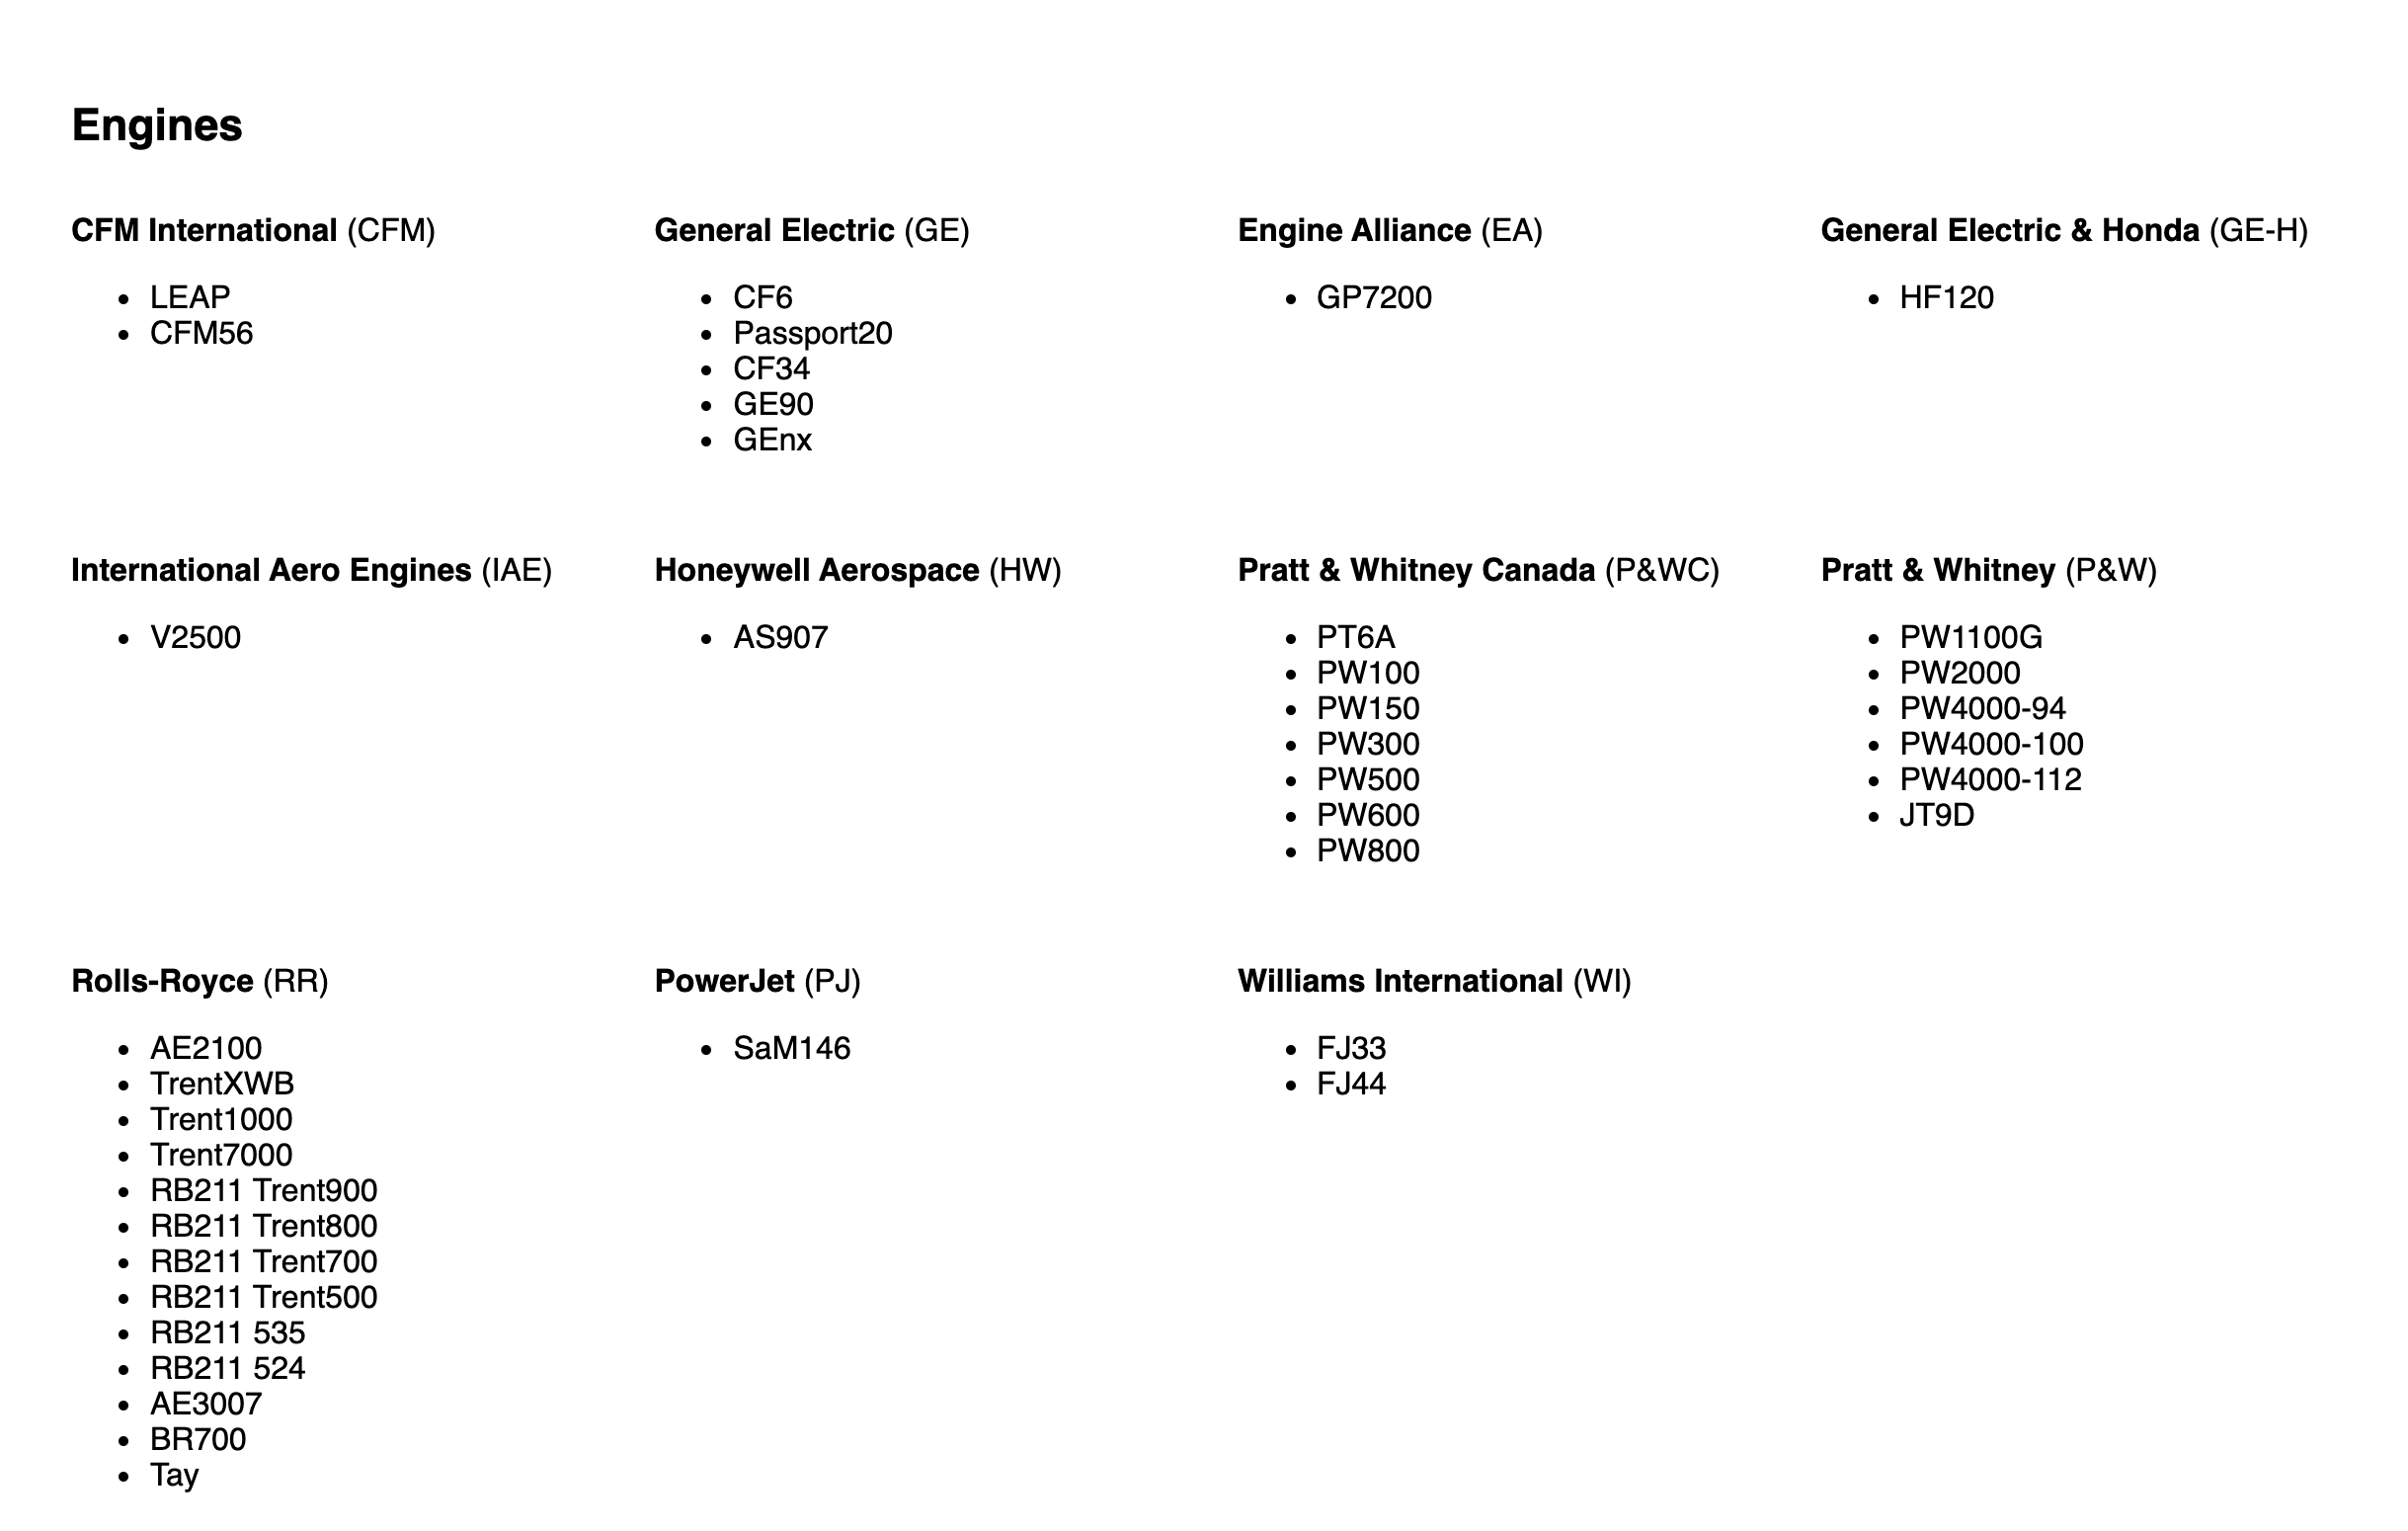 Engines
CFM International (CFM)
LEAP
CFM56
General Electric (GE)
CF6
Passport20
CF34
GE90
GEnx
Engine Alliance (EA)
GP7200
General Electric & Honda (GE-H)
HF120
International Aero Engines (IAE)
V2500
Honeywell Aerospace (HW)
AS907
Pratt & Whitney Canada (P&WC)
PT6A
PW100
PW150
PW300
PW500
PW600
PW800
Pratt & Whitney (P&W)
PW1100G
PW2000
PW4000-94
PW4000-100
PW4000-112
JT9D
Rolls-Royce (RR)
AE2100
TrentXWB
Trent1000
Trent7000
RB211 Trent900
RB211 Trent800
RB211 Trent700
RB211 Trent500
RB211 535
RB211 524
AE3007
BR700
Tay
PowerJet (PJ)
SaM146
Williams International (WI)
FJ33
FJ44